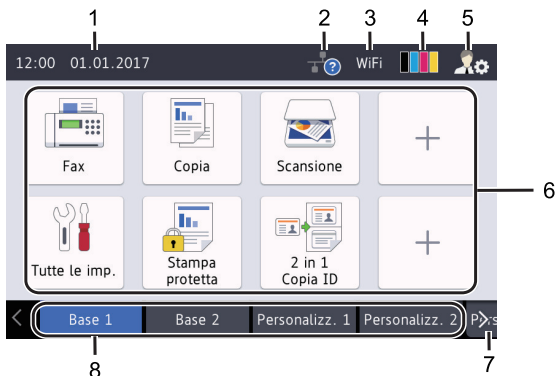 1 2 3 4 5
12:00 01.01.2017 ? WiFi
Fax Copia Scansione +
6
Tutte le imp. Stampa protetta 2 in 1 Copia ID +
Base 1 Base 2 Personalizz. 1 Personalizz. 2 Pers
8 7